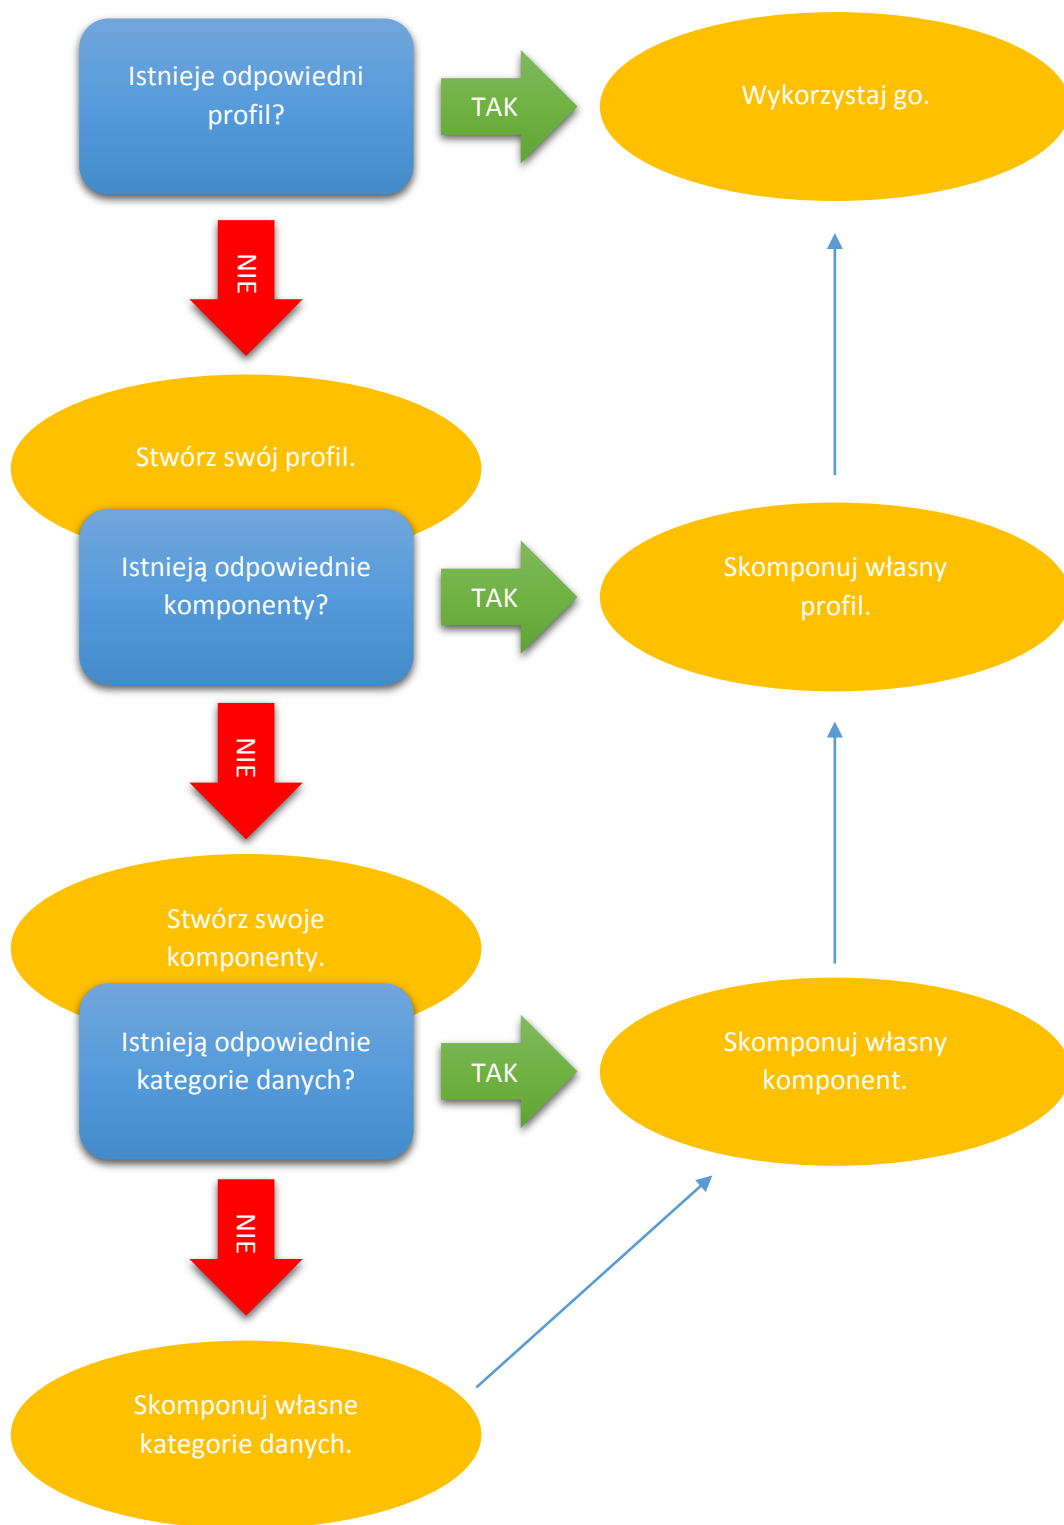 Istnieje odpowiedni
profil?
TAK
Wykorzystaj go.
NIE
Stwórz swój profil.
Istnieją odpowiednie
komponenty?
TAK
Skomponuj własny
profil.
NIE
Stwórz swoje
komponenty.
Istnieją odpowiednie
kategorie danych?
TAK
Skomponuj własny
komponent.
NIE
Skomponuj własne
kategorie danych.